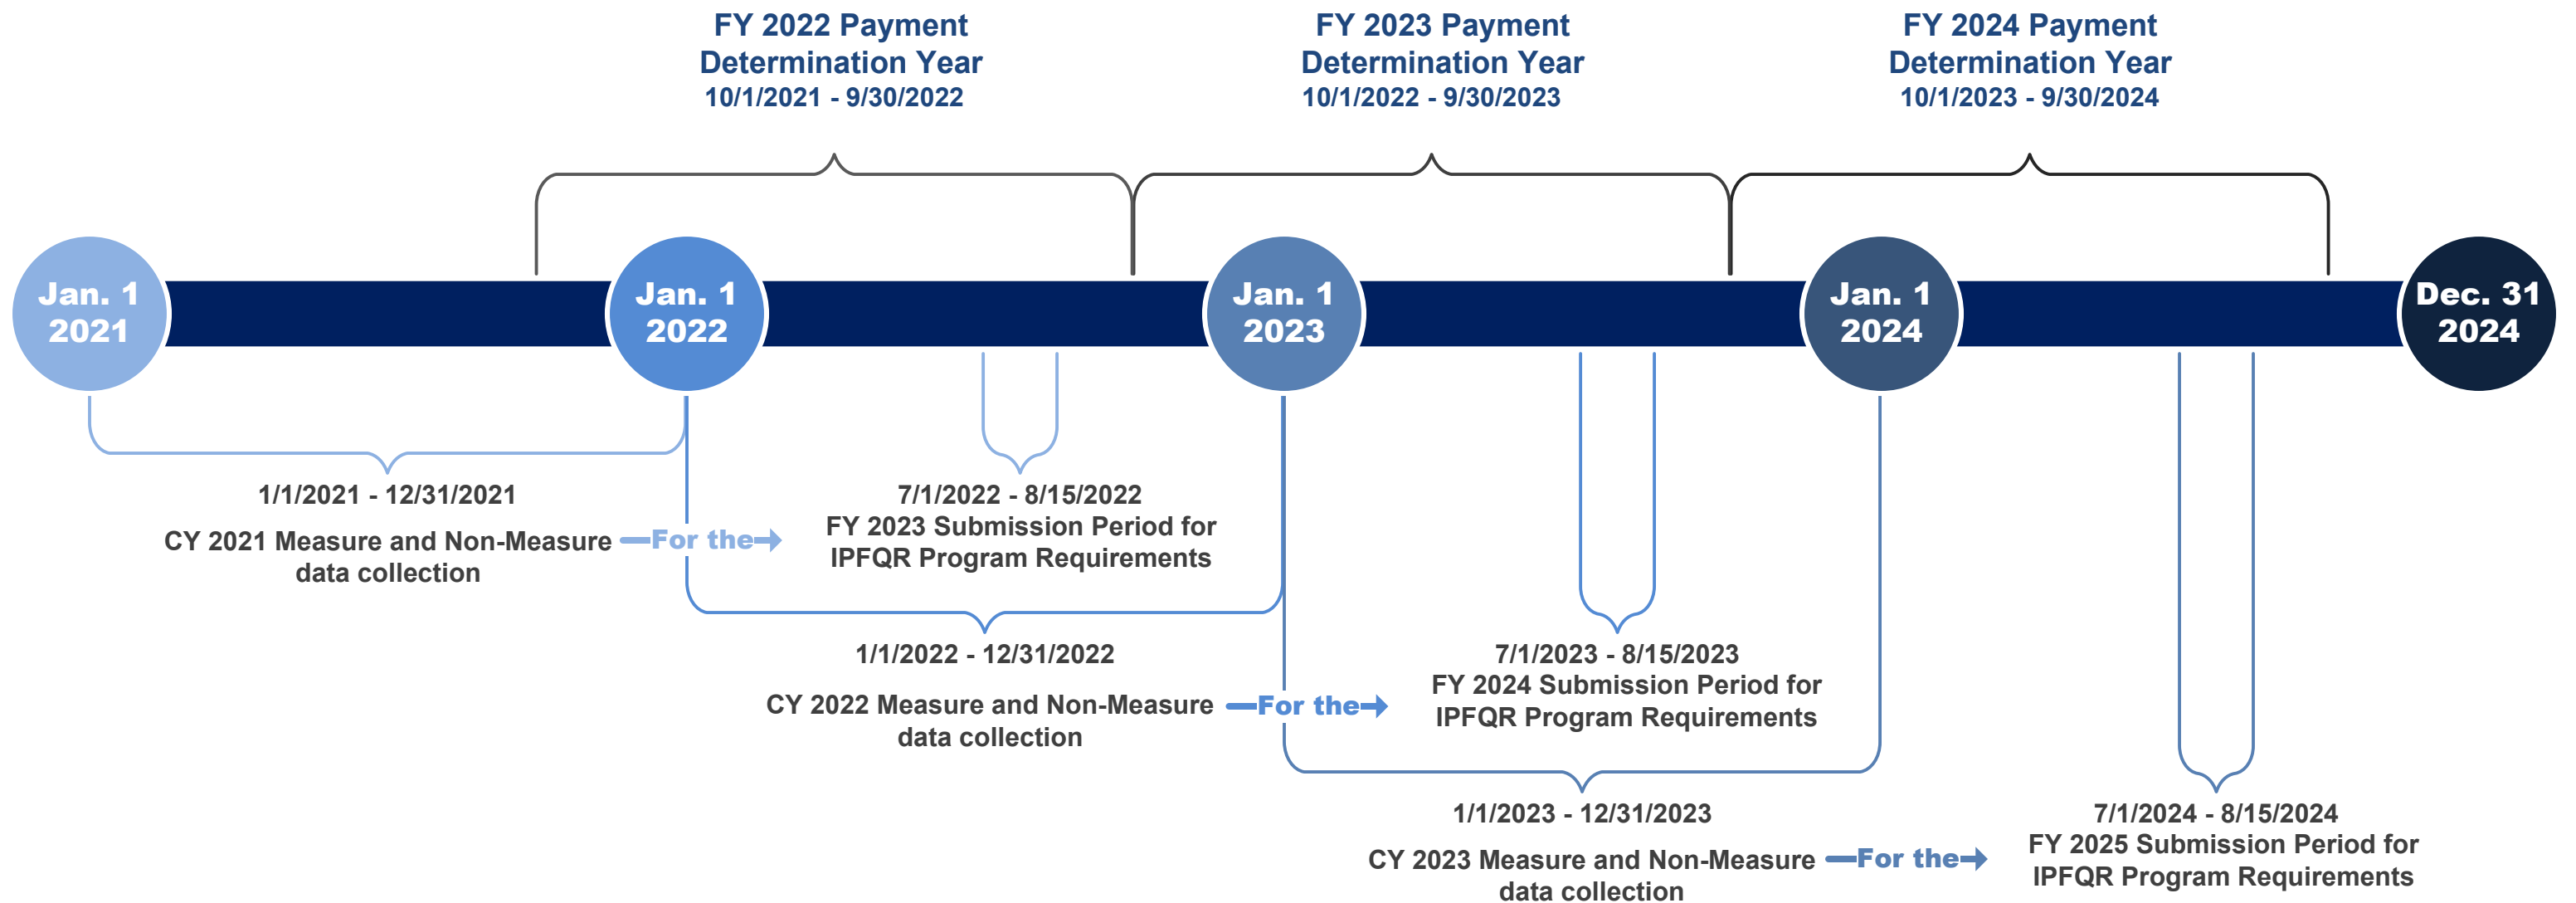 FY 2022 Payment
Determination Year
10/1/2021 - 9/30/2022
FY 2023 Payment
Determination Year
10/1/2022 - 9/30/2023
FY 2024 Payment
Determination Year
10/1/2023 - 9/30/2024
Jan. 1
2021
Jan. 1
2022
Jan. 1
2023
Jan. 1
2024
Dec. 31
2024
1/1/2021 - 12/31/2021
CY 2021 Measure and Non-Measure
data collection
For the
7/1/2022 - 8/15/2022
FY 2023 Submission Period for
IPFQR Program Requirements
1/1/2022 - 12/31/2022
CY 2022 Measure and Non-Measure
data collection
For the
7/1/2023 - 8/15/2023
FY 2024 Submission Period for
IPFQR Program Requirements
1/1/2023 - 12/31/2023
CY 2023 Measure and Non-Measure
data collection
For the
7/1/2024 - 8/15/2024
FY 2025 Submission Period for
IPFQR Program Requirements